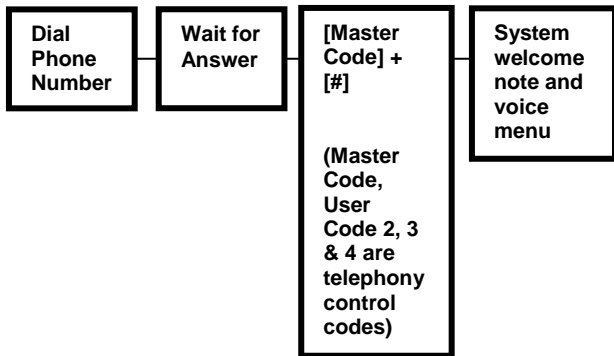 Dial
Phone
Number
Wait for
Answer
[Master
Code] +
[#]
(Master
Code,
User
Code 2, 3
& 4 are
telephony
control
codes)
System
welcome
note and
voice
menu